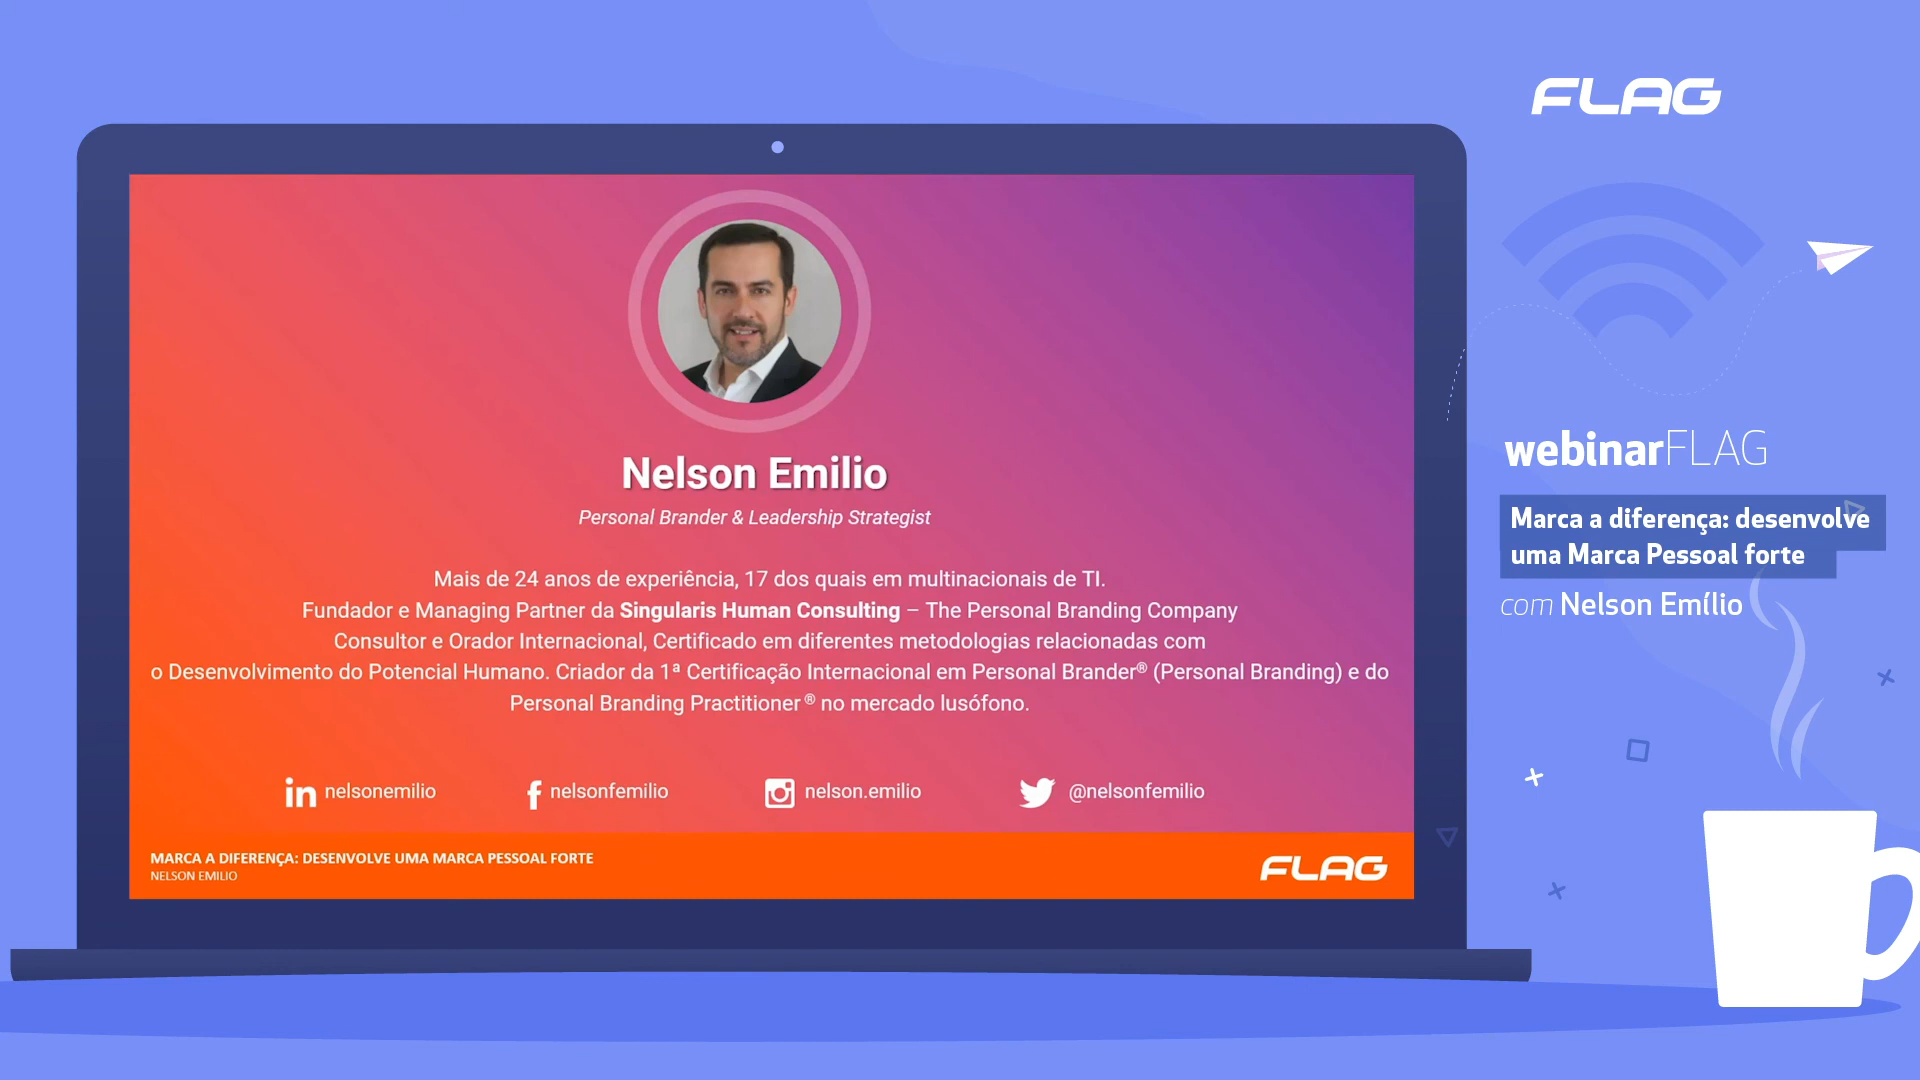 FLAG
Nelson Emilio
Personal Brander & Leadership Strategist
Mais de 24 anos de experiência, 17 dos quais em multinacionais de TI.
Fundador e Managing Partner da Singularis Human Consulting – The Personal Branding Company
Consultor e Orador Internacional, Certificado em diferentes metodologias relacionadas com
o Desenvolvimento do Potencial Humano. Criador da 1ª Certificação Internacional em Personal Brander® (Personal Branding) e do
Personal Branding Practitioner ® no mercado lusófono.
in nelsonemilio
f nelsonfemilio
nelson.emilio
@nelsonfemilio
MARCA A DIFERENÇA: DESENVOLVE UMA MARCA PESSOAL FORTE
NELSON EMILIO
FLAG
webinarFLAG
Marca a diferença: desenvolve
uma Marca Pessoal forte
com Nelson Emílio